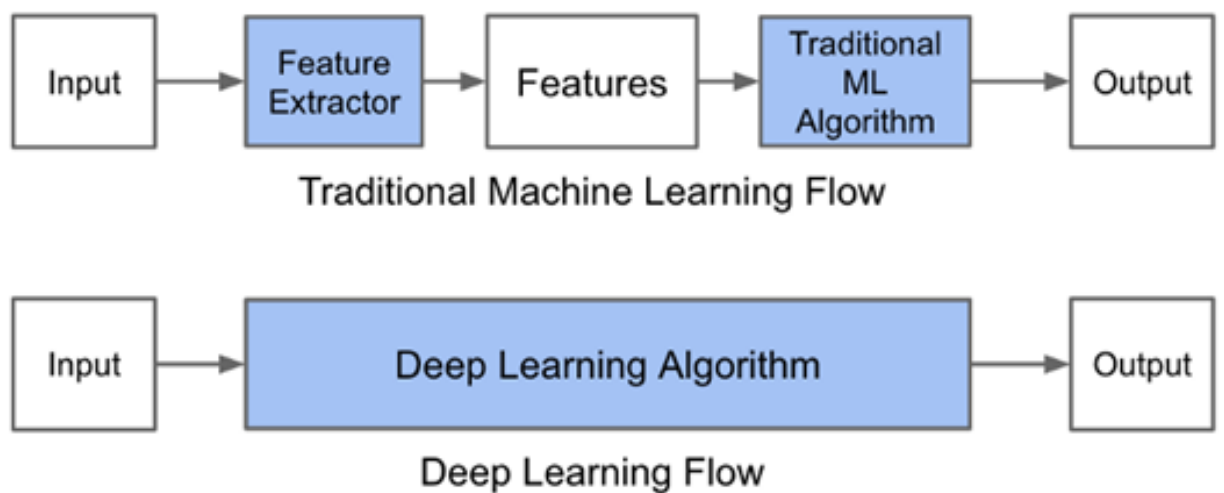 Input
Feature
Extractor
Features
Traditional
ML
Algorithm
Output
Traditional Machine Learning Flow
Input
Deep Learning Algorithm
Output
Deep Learning Flow